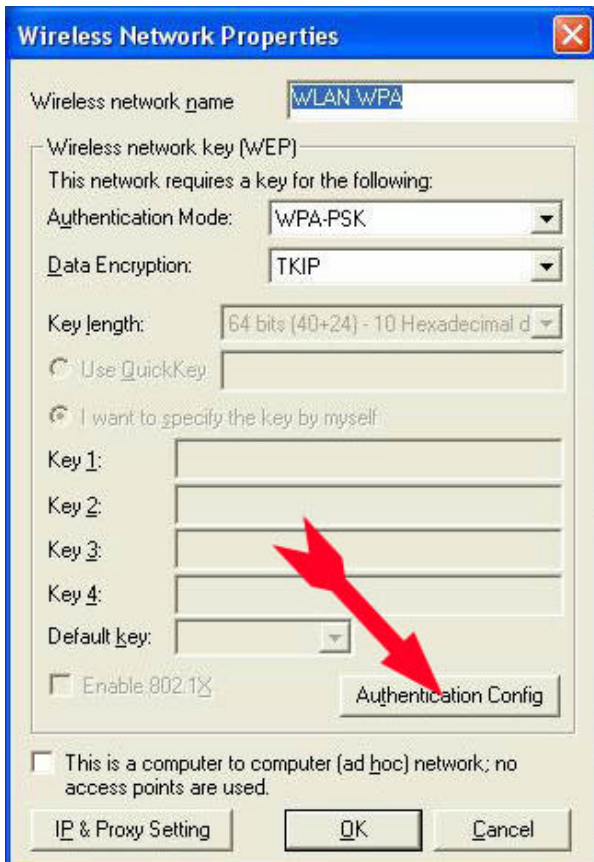 Wireless Network Properties
Wireless network name WLAN WPA
Wireless network key (WEP)
This network requires a key for the following:
Authentication Mode: WPA-PSK
Data Encryption: TKIP
Key length: 64 bits (40+24) - 10 Hexadecimal d
Use QuickKey
I want to specify the key by myself
Key 1:
Key 2:
Key 3:
Key 4:
Default key:
Enable 802.1X
Authentication Config
This is a computer to computer (ad hoc) network; no
access points are used.
IP & Proxy Setting OK Cancel